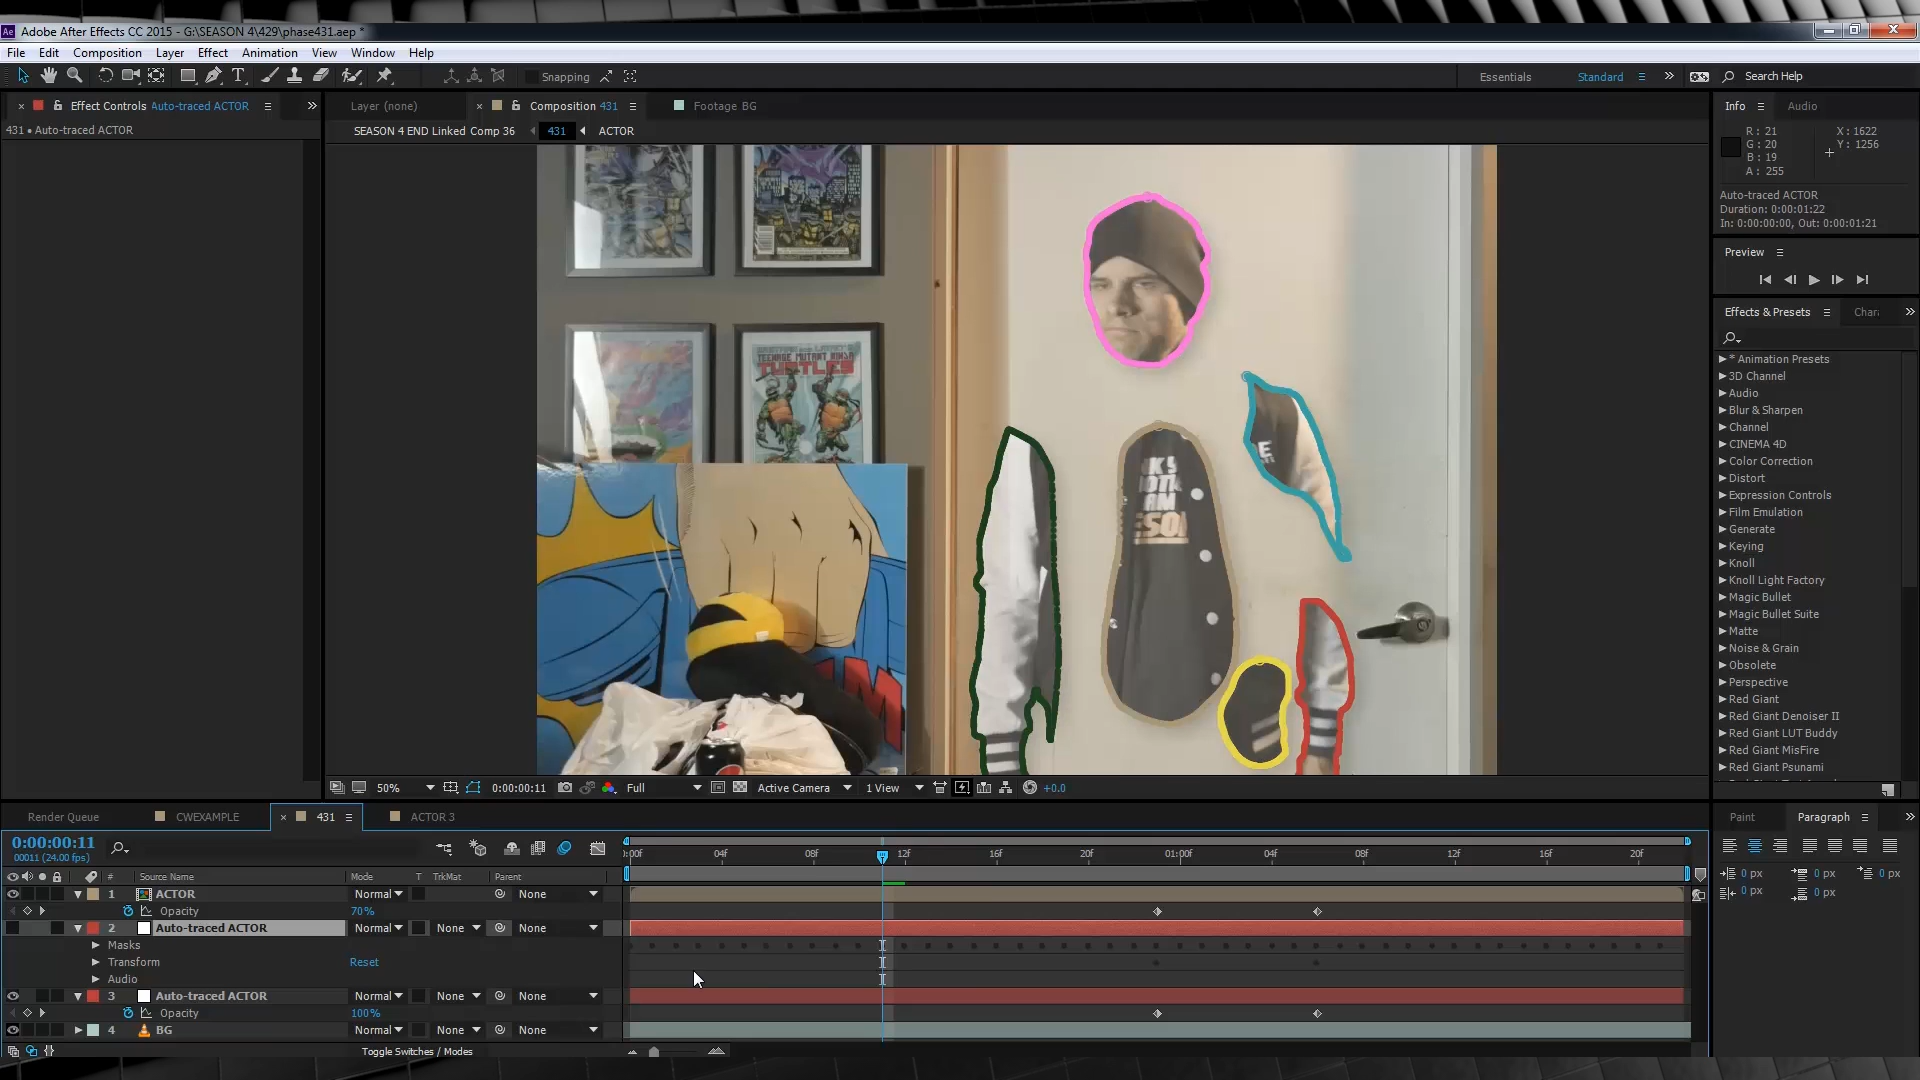 Ae Adobe After Effects CC 2015 - G:\SEASON 4\429\phase431.aep *
File Edit Composition Layer Effect Animation View Window Help
Snapping
Essentials Standard Search Help
Effect Controls Auto-traced ACTOR
Layer (none) Composition 431 Footage BG
Info Audio
431 • Auto-traced ACTOR
SEASON 4 END Linked Comp 36 431 ACTOR
R : 21 X : 1622
G : 20 Y : 1256
B : 19
A : 255
Auto-traced ACTOR
Duration: 0:00:01:22
In: 0:00:00:00, Out: 0:00:01:21
Preview
Effects & Presets Chara
* Animation Presets
3D Channel
Audio
Blur & Sharpen
Channel
CINEMA 4D
Color Correction
Distort
Expression Controls
Film Emulation
Generate
Keying
Knoll
Knoll Light Factory
Magic Bullet
Magic Bullet Suite
Matte
Noise & Grain
Obsolete
Perspective
Red Giant
Red Giant Denoiser II
Red Giant LUT Buddy
Red Giant MisFire
Red Giant Psunami
TEENAGE MUTANT NINJA
TURTLES
AM
50% 0:00:00:11 Full Active Camera 1 View +0.0
Render Queue CWEXAMPLE 431 ACTOR 3
Paint Paragraph
0:00:00:11
00011 (24.00 fps)
:00f 04f 08f 12f 16f 20f 01:00f 04f 08f 12f 16f 20f
# Source Name Mode T TrkMat Parent
0 px 0 px 0 px
0 px 0 px
1 ACTOR Normal None
Opacity 70%
2 Auto-traced ACTOR Normal None None
Masks
Transform Reset
Audio
3 Auto-traced ACTOR Normal None None
Opacity 100%
4 BG Normal None None
Toggle Switches / Modes